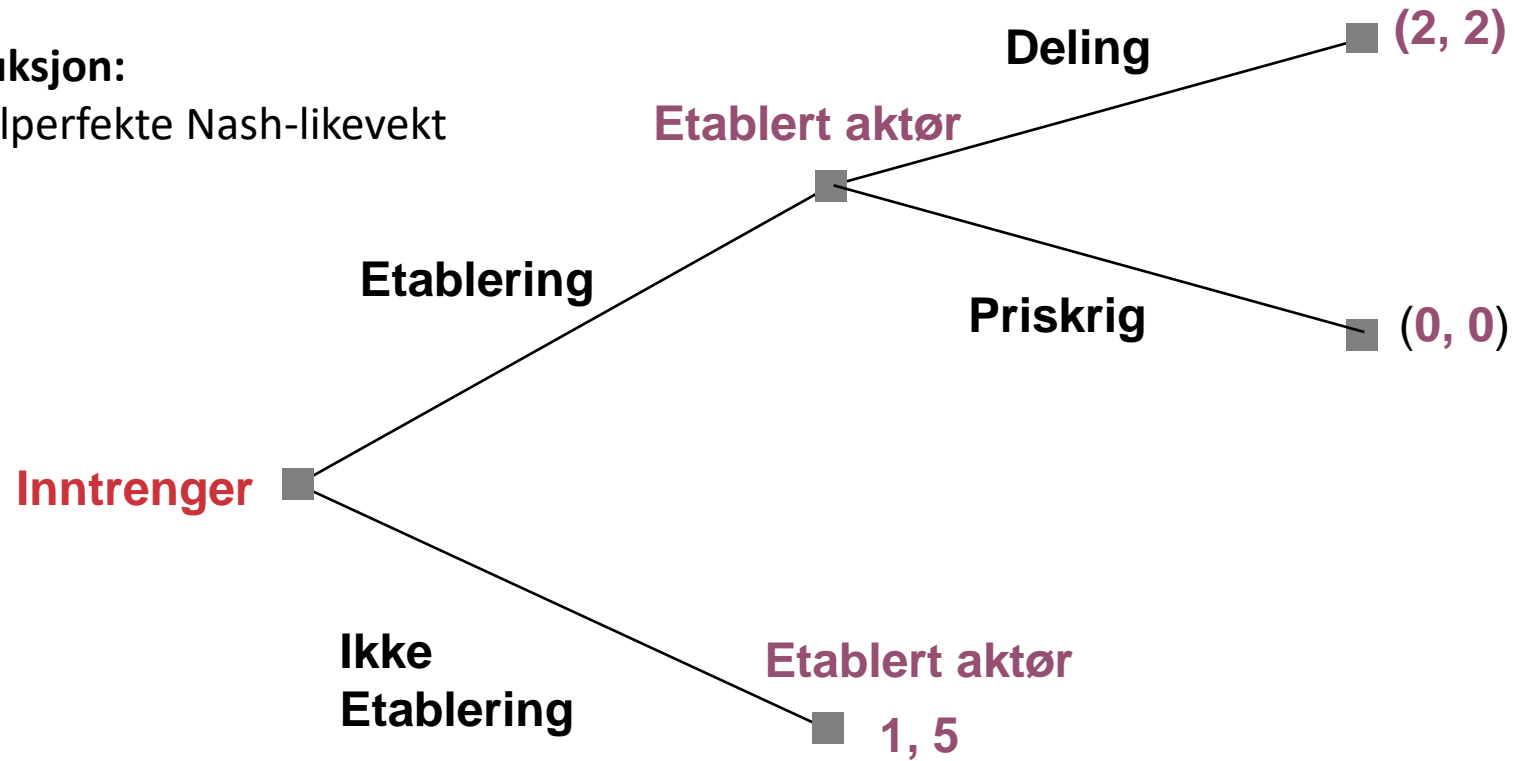 uksjon:
lperfekte Nash-likevekt
Deling
(2, 2)
Etablert aktør
Etablering
Priskrig
(0, 0)
Inntrenger
Ikke
Etablering
Etablert aktør
1, 5